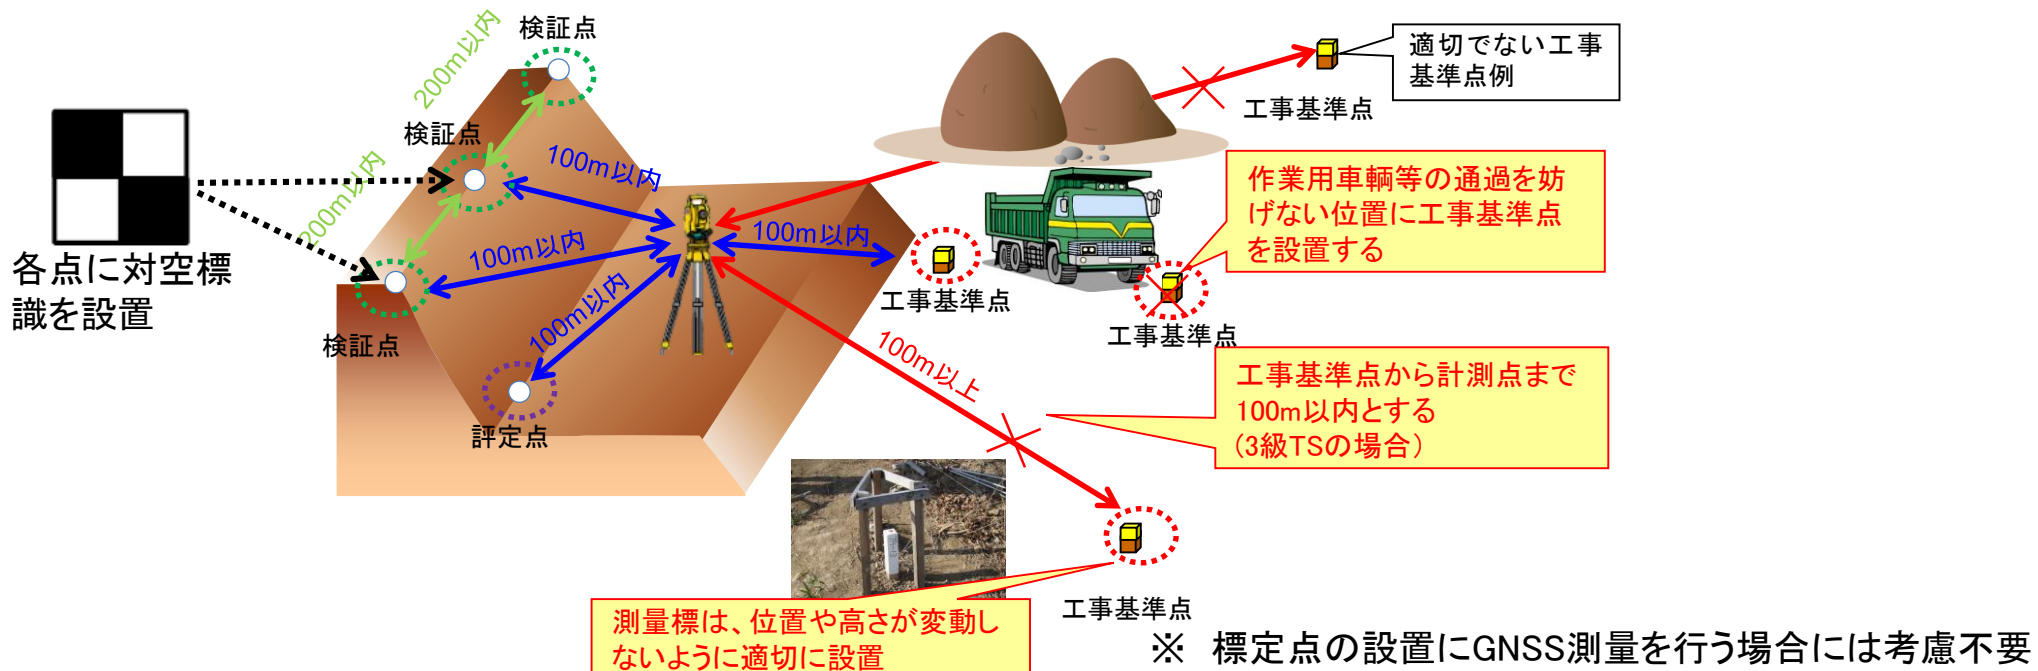 検証点
200m以内
検証点
200m以内
100m以内
100m以内
100m以内
100m以内
各点に対空標
識を設置
検証点
評定点
適切でない工事
基準点例
工事基準点
作業用車輌等の通過を妨
げない位置に工事基準点
を設置する
工事基準点
工事基準点
100m以上
工事基準点から計測点まで
100m以内とする
(3級TSの場合)
工事基準点
測量標は、位置や高さが変動し
ないように適切に設置
※ 標定点の設置にGNSS測量を行う場合には考慮不要